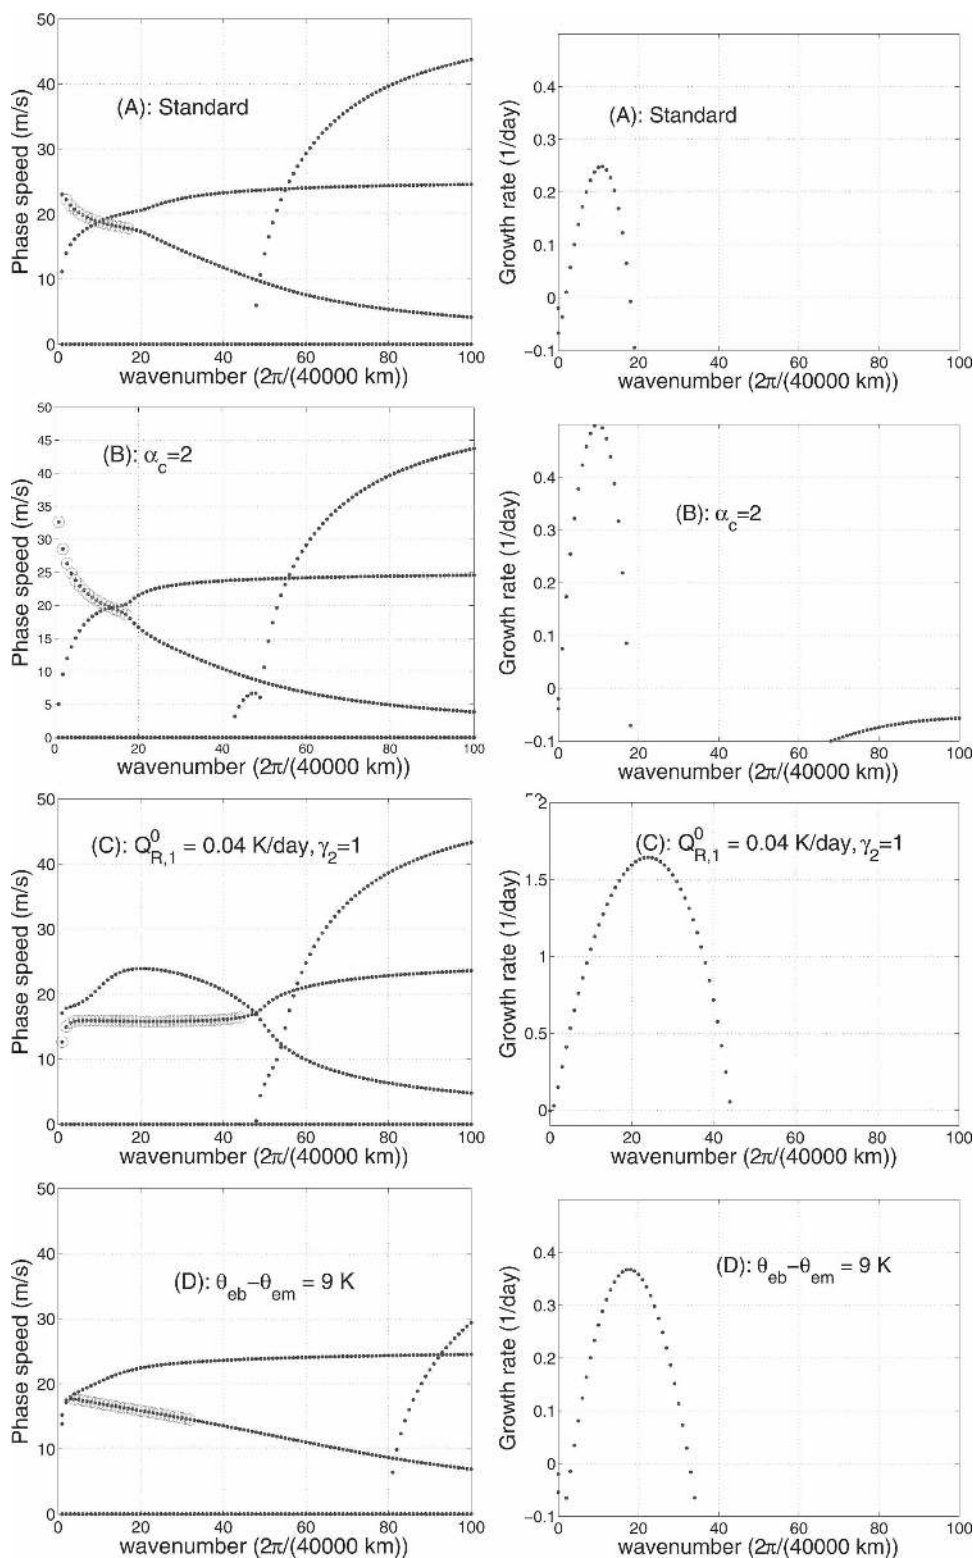 50
40
30
20
10
0
Phase speed (m/s)
(A): Standard
0 20 40 60 80 100
wavenumber (2π/(40000 km))
0.4
0.3
0.2
0.1
0
−0.1
Growth rate (1/day)
(A): Standard
0 20 40 60 80 100
wavenumber (2π/(40000 km))
50
45
40
35
30
25
20
15
10
5
0
Phase speed (m/s)
(B): α_c=2
0 20 40 60 80 100
wavenumber (2π/(40000 km))
0.4
0.3
0.2
0.1
0
−0.1
Growth rate (1/day)
(B): α_c=2
0 20 40 60 80 100
wavenumber (2π/(40000 km))
50
40
30
20
10
0
Phase speed (m/s)
(C): Q^0_{R,1} = 0.04 K/day, γ_2=1
0 20 40 60 80 100
wavenumber (2π/(40000 km))
2
1.5
1
0.5
0
Growth rate (1/day)
(C): Q^0_{R,1} = 0.04 K/day, γ_2=1
0 20 40 60 80 100
wavenumber (2π/(40000 km))
50
40
30
20
10
0
Phase speed (m/s)
(D): θ_eb−θ_em = 9 K
0 20 40 60 80 100
wavenumber (2π/(40000 km))
0.4
0.3
0.2
0.1
0
−0.1
Growth rate (1/day)
(D): θ_eb−θ_em = 9 K
0 20 40 60 80 100
wavenumber (2π/(40000 km))